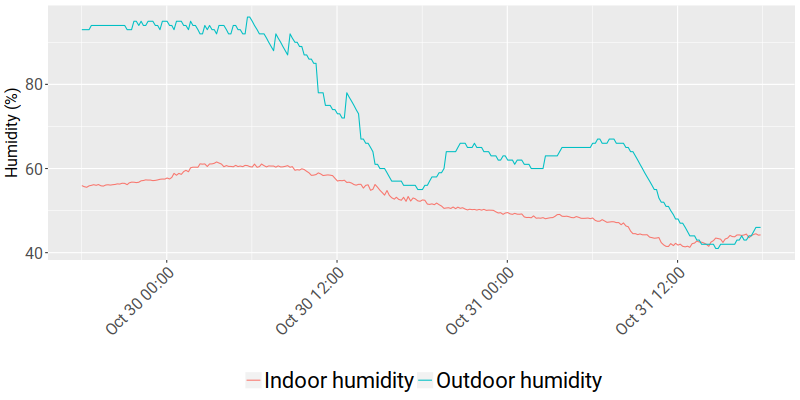 Humidity (%)
80
60
40
Oct 30 00:00
Oct 30 12:00
Oct 31 00:00
Oct 31 12:00
Indoor humidity Outdoor humidity